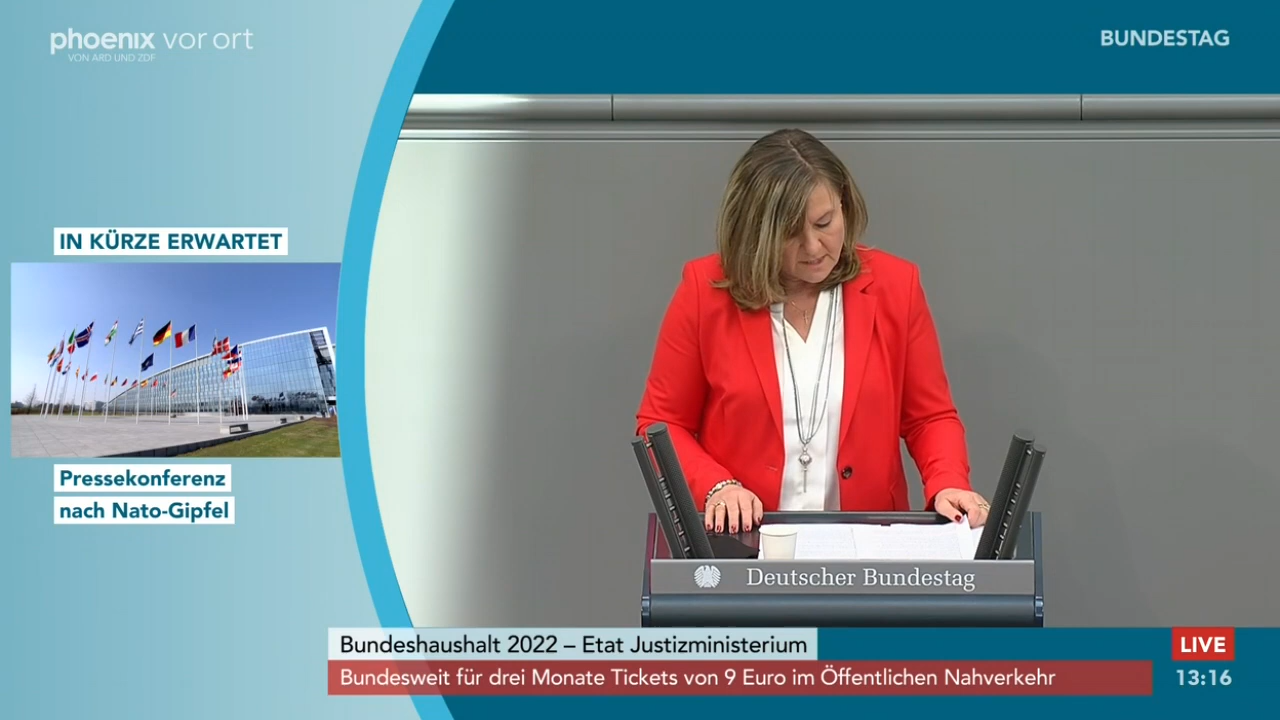 phoenix vor ort
VON ARD UND ZDF
BUNDESTAG
IN KÜRZE ERWARTET
Pressekonferenz
nach Nato-Gipfel
Deutscher Bundestag
Bundeshaushalt 2022 – Etat Justizministerium
LIVE
Bundesweit für drei Monate Tickets von 9 Euro im Öffentlichen Nahverkehr
13:16